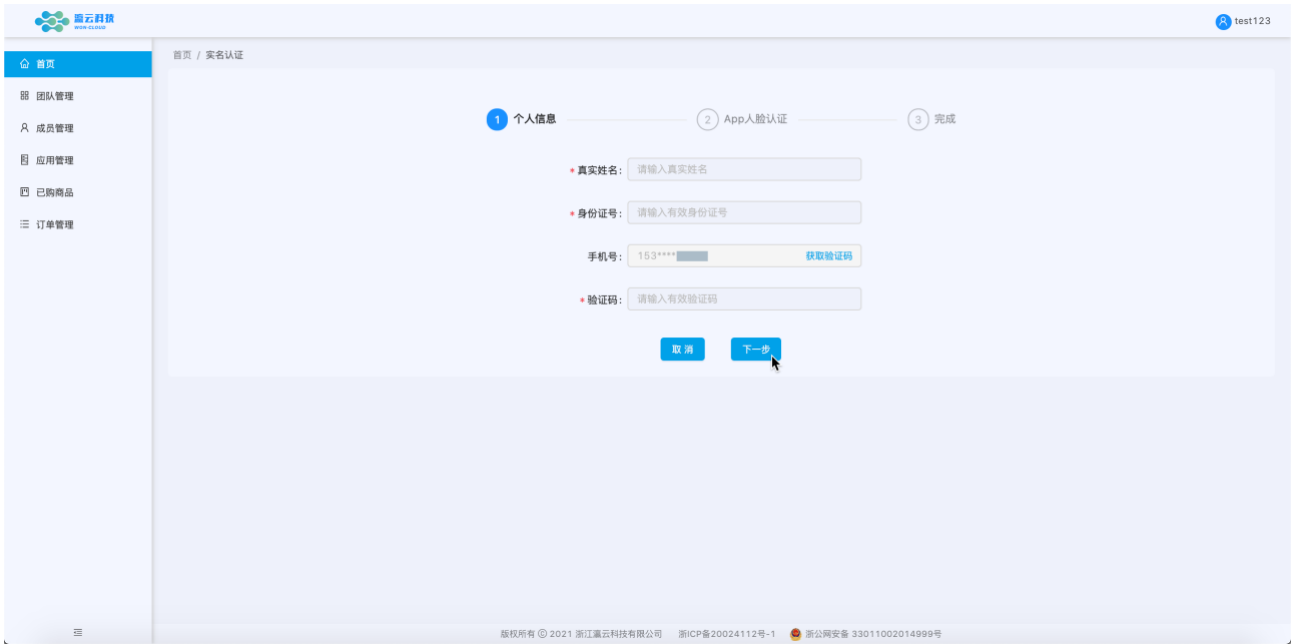 瀛云科技
WON-CLOUD
test123
首页
团队管理
成员管理
应用管理
已购商品
订单管理
首页 / 实名认证
1 个人信息
2 App人脸认证
3 完成
* 真实姓名: 请输入真实姓名
* 身份证号: 请输入有效身份证号
手机号: 153**** 获取验证码
* 验证码: 请输入有效验证码
取 消 下一步
版权所有 © 2021 浙江瀛云科技有限公司 浙ICP备20024112号-1 浙公网安备 33011002014999号